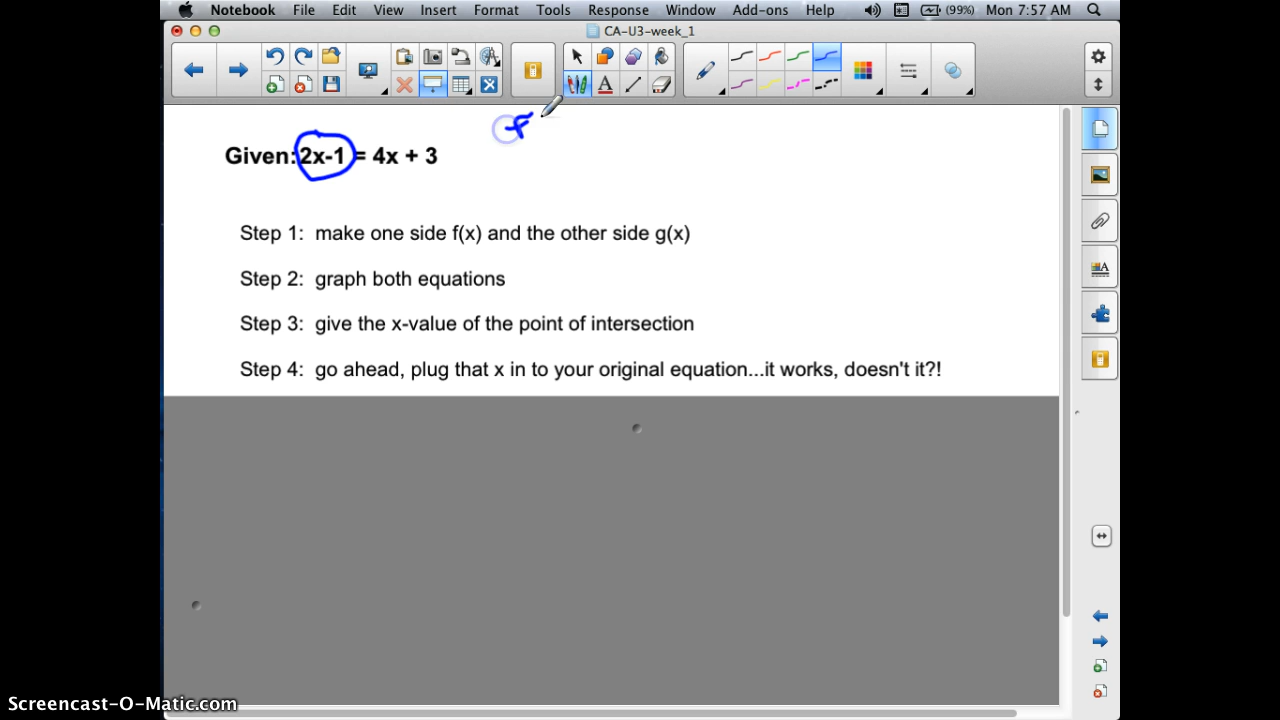 Notebook File Edit View Insert Format Tools Response Window Add-ons Help (99%) Mon 7:57 AM
CA-U3-week_1
f
Given: 2x-1 = 4x + 3
Step 1: make one side f(x) and the other side g(x)
Step 2: graph both equations
Step 3: give the x-value of the point of intersection
Step 4: go ahead, plug that x in to your original equation...it works, doesn't it?!
Screencast-O-Matic.com